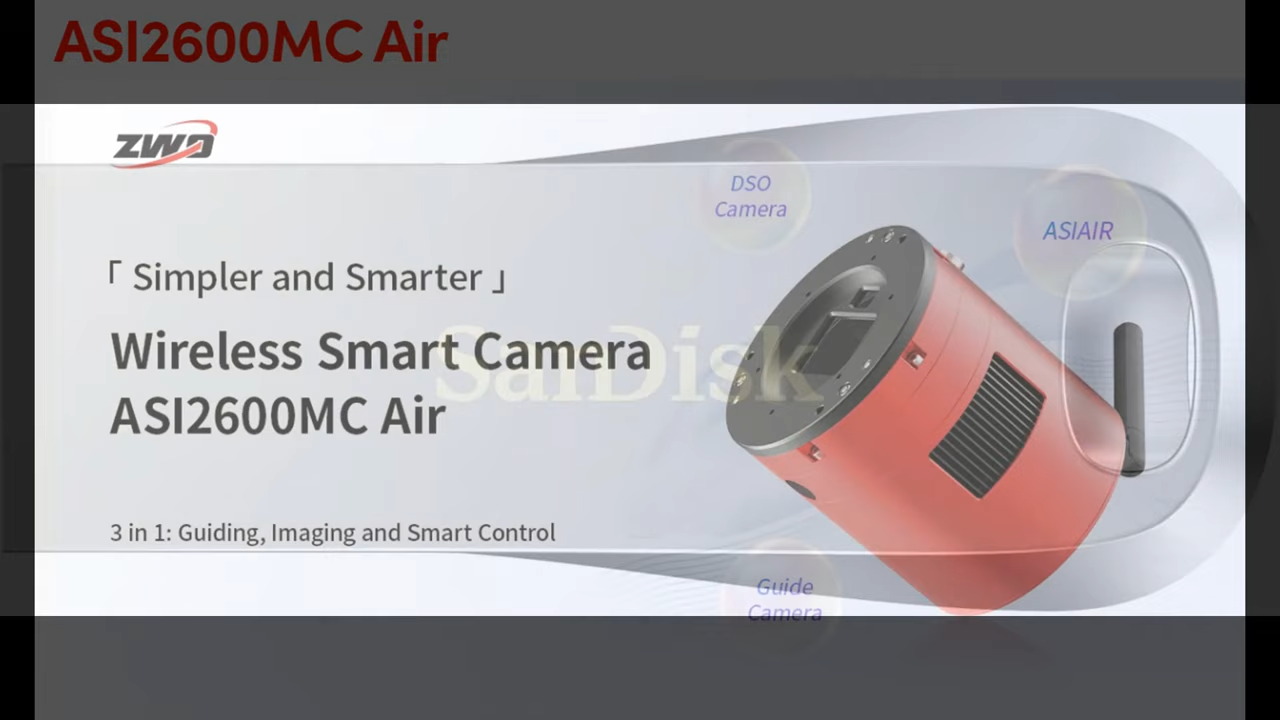 ASI2600MC Air
ZWO
DSO
Camera
ASIAIR
「 Simpler and Smarter 」
Wireless Smart Camera
ASI2600MC Air
SanDisk
3 in 1: Guiding, Imaging and Smart Control
Guide
Camera